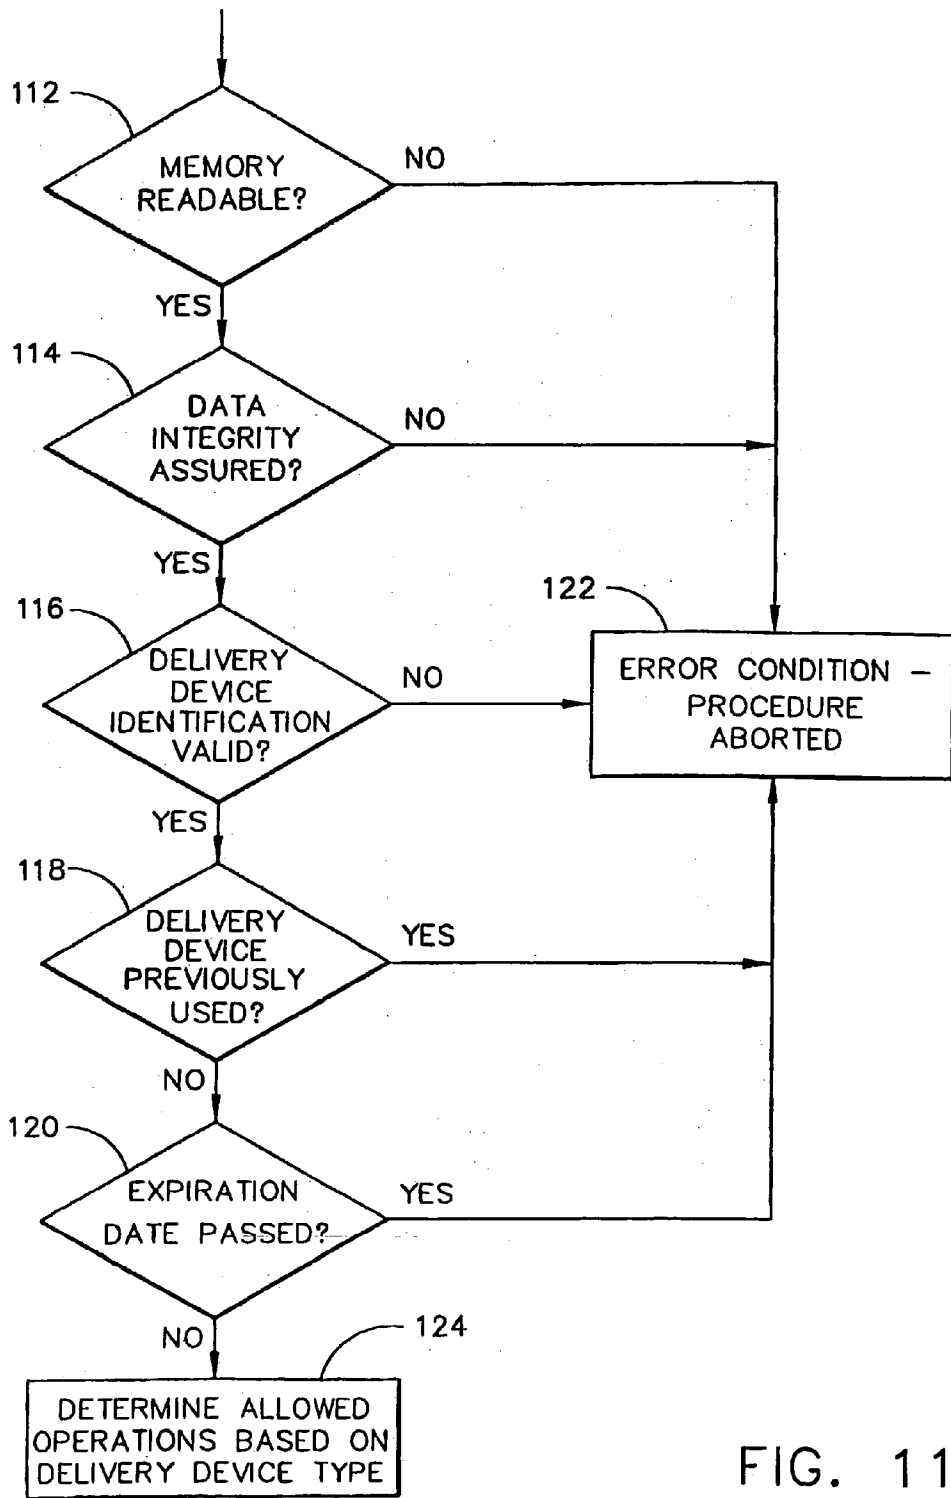 112
MEMORY
READABLE?
NO
YES
114
DATA
INTEGRITY
ASSURED?
NO
YES
116
DELIVERY
DEVICE
IDENTIFICATION
VALID?
NO
122
ERROR CONDITION –
PROCEDURE
ABORTED
YES
118
DELIVERY
DEVICE
PREVIOUSLY
USED?
YES
NO
120
EXPIRATION
DATE PASSED?
YES
NO
124
DETERMINE ALLOWED
OPERATIONS BASED ON
DELIVERY DEVICE TYPE
FIG. 11